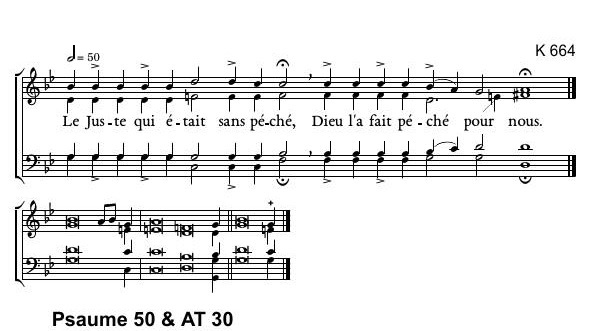 𝅗𝅥 = 50
K 664
Le Jus-te qui é-tait sans pé-ché, Dieu l'a fait pé-ché pour nous.
Psaume 50 & AT 30